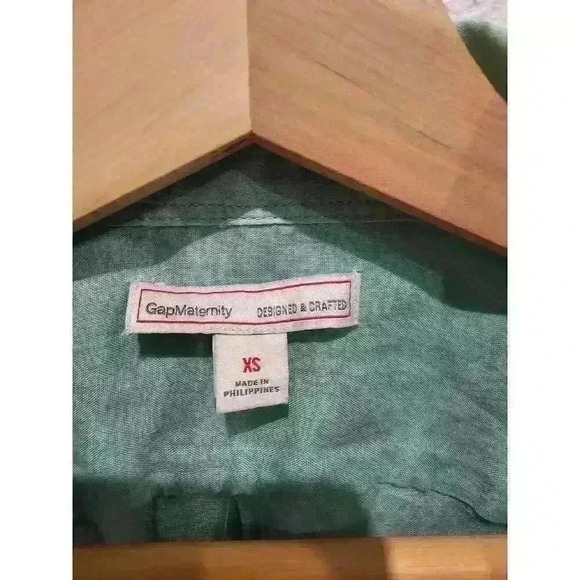 GapMaternity DESIGNED & CRAFTED
XS
MADE IN
PHILIPPINES